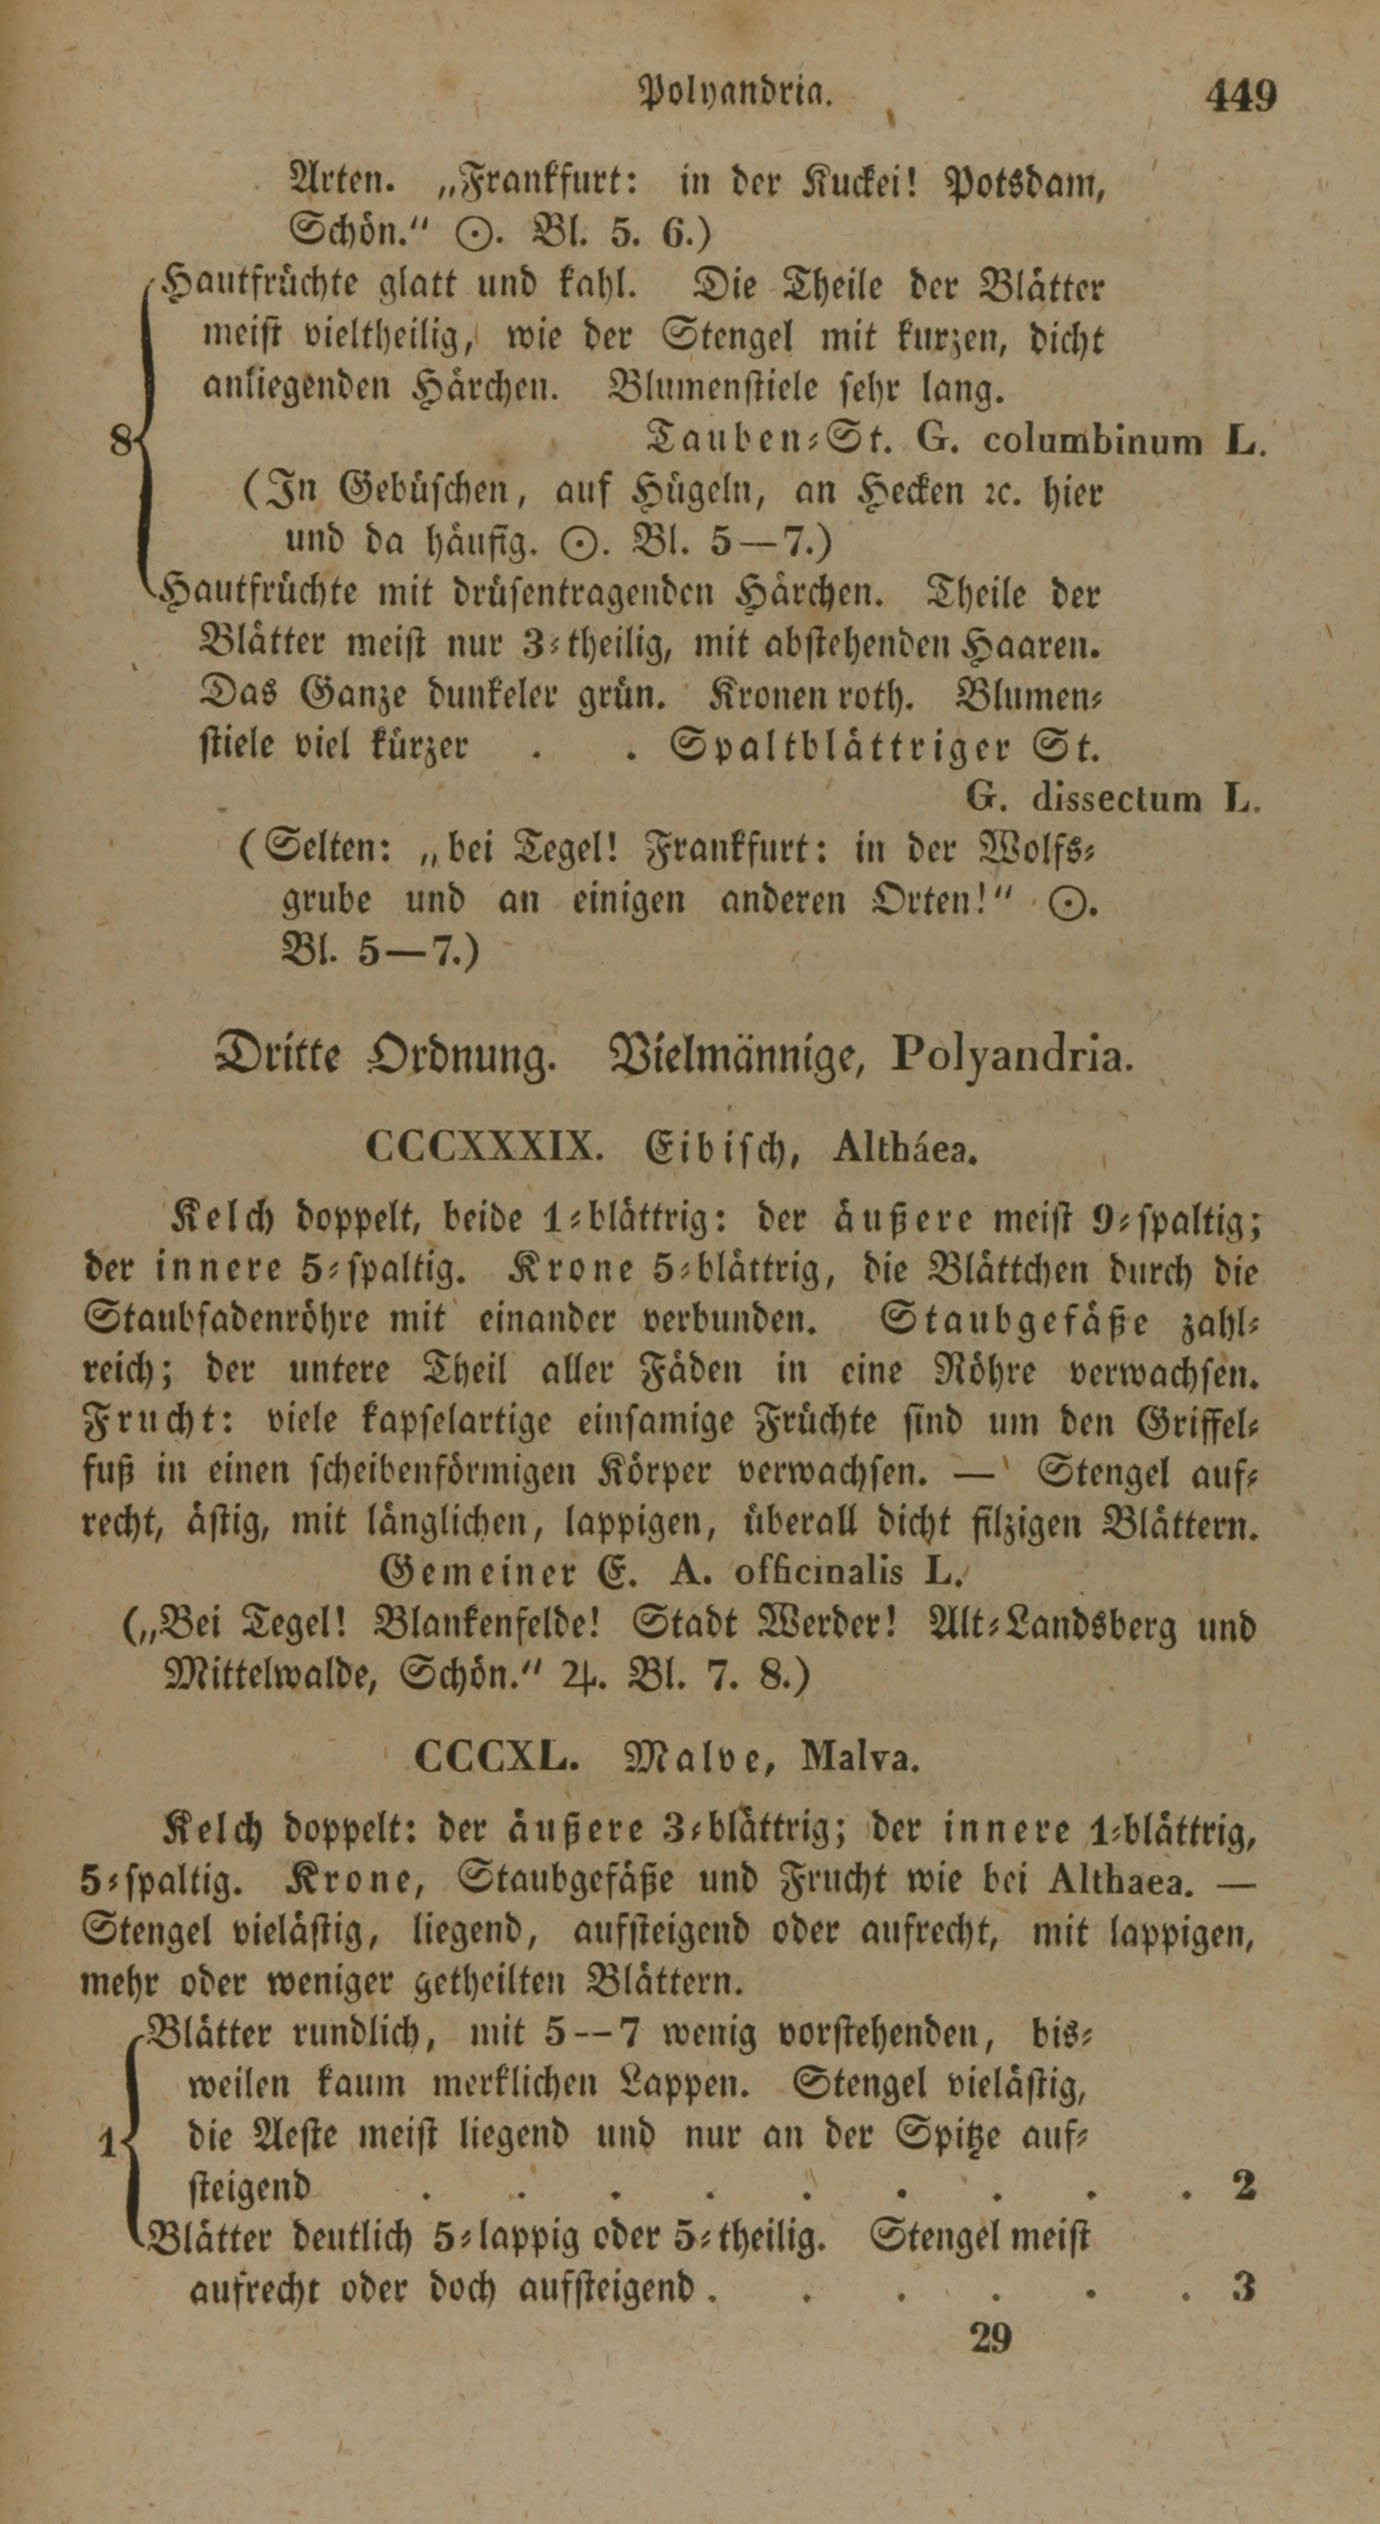 Polyandria. 449
Arten. „Frankfurt: in der Kuckei! Potsdam,
Schön." ☉. Bl. 5. 6.)
Hautfrüchte glatt und kahl. Die Theile der Blätter
meist vieltheilig, wie der Stengel mit kurzen, dicht
anliegenden Härchen. Blumenstiele sehr lang.
8 Tauben-St. G. columbinum L.
(In Gebüschen, auf Hügeln, an Hecken ꝛc. hier
und da häufig. ☉. Bl. 5—7.)
Hautfrüchte mit drüsentragenden Härchen. Theile der
Blätter meist nur 3-theilig, mit abstehenden Haaren.
Das Ganze dunkeler grün. Kronen roth. Blumen-
stiele viel kürzer . . Spaltblättriger St.
G. dissectum L.
(Selten: „bei Tegel! Frankfurt: in der Wolfs-
grube und an einigen anderen Orten!" ☉.
Bl. 5—7.)
Dritte Ordnung. Vielmännige, Polyandria.
CCCXXXIX. Eibisch, Altháea.
Kelch doppelt, beide 1-blättrig: der äußere meist 9-spaltig;
der innere 5-spaltig. Krone 5-blättrig, die Blättchen durch die
Staubfadenröhre mit einander verbunden. Staubgefäße zahl-
reich; der untere Theil aller Fäden in eine Röhre verwachsen.
Frucht: viele kapselartige einsamige Früchte sind um den Griffel-
fuß in einen scheibenförmigen Körper verwachsen. — Stengel auf-
recht, ästig, mit länglichen, lappigen, überall dicht filzigen Blättern.
Gemeiner E. A. officinalis L.
(„Bei Tegel! Blankenfelde! Stadt Werder! Alt-Landsberg und
Mittelwalde, Schön." ♃. Bl. 7. 8.)
CCCXL. Malve, Malva.
Kelch doppelt: der äußere 3-blättrig; der innere 1-blättrig,
5-spaltig. Krone, Staubgefäße und Frucht wie bei Althaea. —
Stengel vielästig, liegend, aufsteigend oder aufrecht, mit lappigen,
mehr oder weniger getheilten Blättern.
Blätter rundlich, mit 5--7 wenig vorstehenden, bis-
weilen kaum merklichen Lappen. Stengel vielästig,
1 die Aeste meist liegend und nur an der Spitze auf-
steigend . . . . . . . . . 2
Blätter deutlich 5-lappig oder 5-theilig. Stengel meist
aufrecht oder doch aufsteigend . . . . . . 3
29